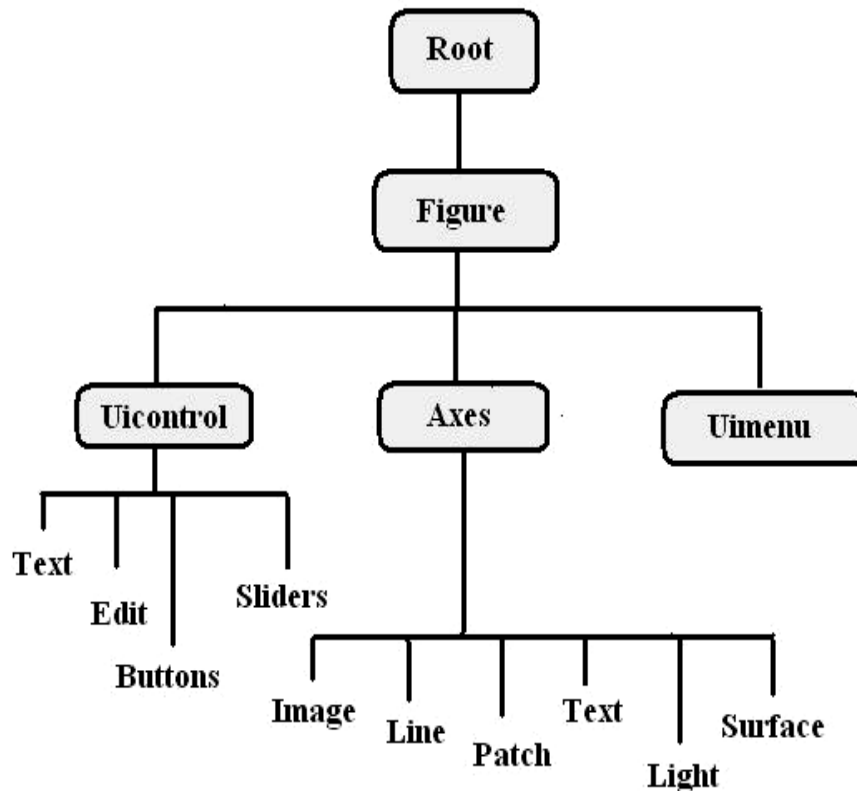 Root
Figure
Uicontrol
Axes
Uimenu
Text
Edit
Buttons
Sliders
Image
Line
Patch
Text
Light
Surface